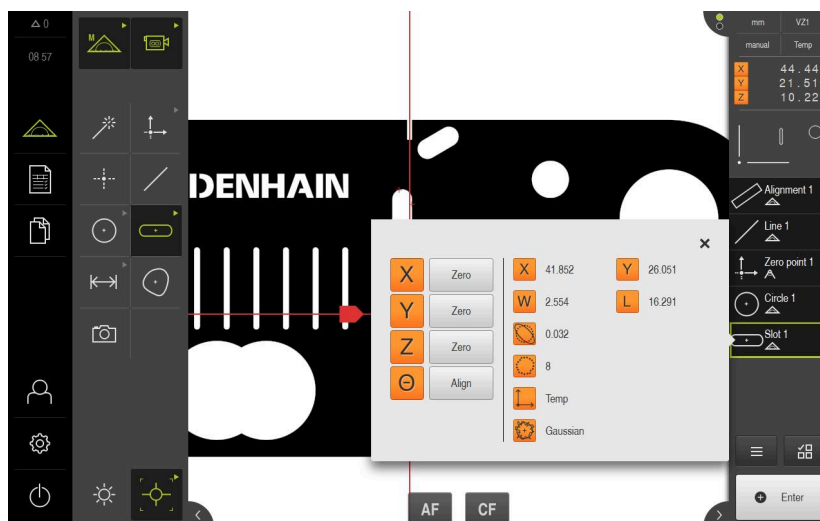 0
08:57
M
DENHAIN
X
Zero
Y
Zero
Z
Zero
Θ
Align
X
41.852
Y
26.051
W
2.554
L
16.291
0.032
8
Temp
Gaussian
AF
CF
mm
VZ1
manual
Temp
X
44.44
Y
21.51
Z
10.22
Alignment 1
Line 1
Zero point 1
Circle 1
Slot 1
Enter